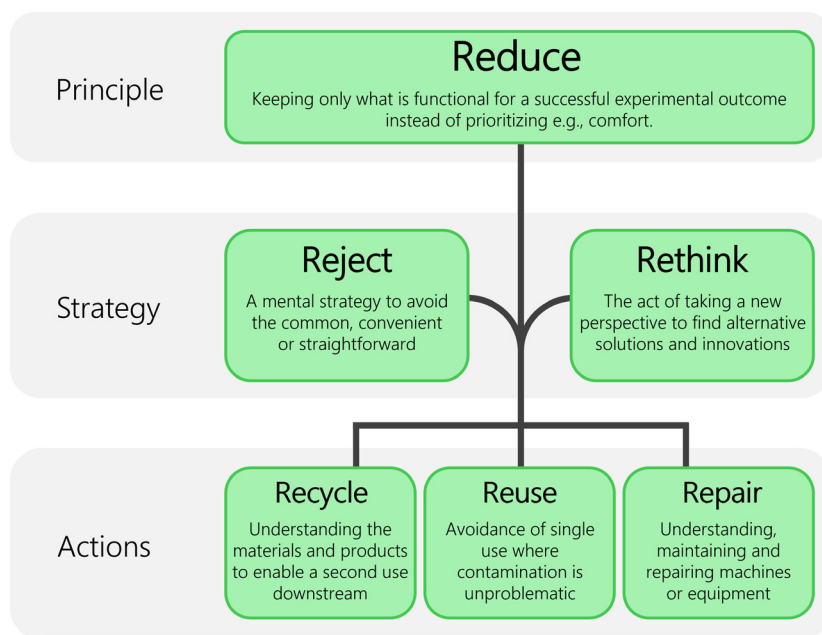 Principle
Reduce
Keeping only what is functional for a successful experimental outcome
instead of prioritizing e.g., comfort.
Strategy
Reject
A mental strategy to avoid
the common, convenient
or straightforward
Rethink
The act of taking a new
perspective to find alternative
solutions and innovations
Actions
Recycle
Understanding the
materials and products
to enable a second use
downstream
Reuse
Avoidance of single
use where
contamination is
unproblematic
Repair
Understanding,
maintaining and
repairing machines
or equipment